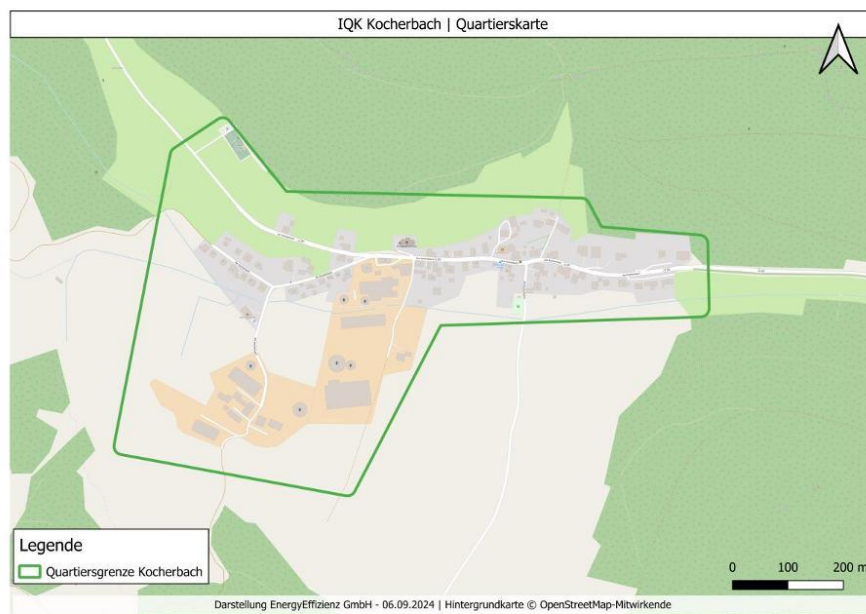 IQK Kocherbach | Quartierskarte
Legende
Quartiersgrenze Kocherbach
0 100 200 m
Darstellung EnergyEffizienz GmbH - 06.09.2024 | Hintergrundkarte © OpenStreetMap-Mitwirkende